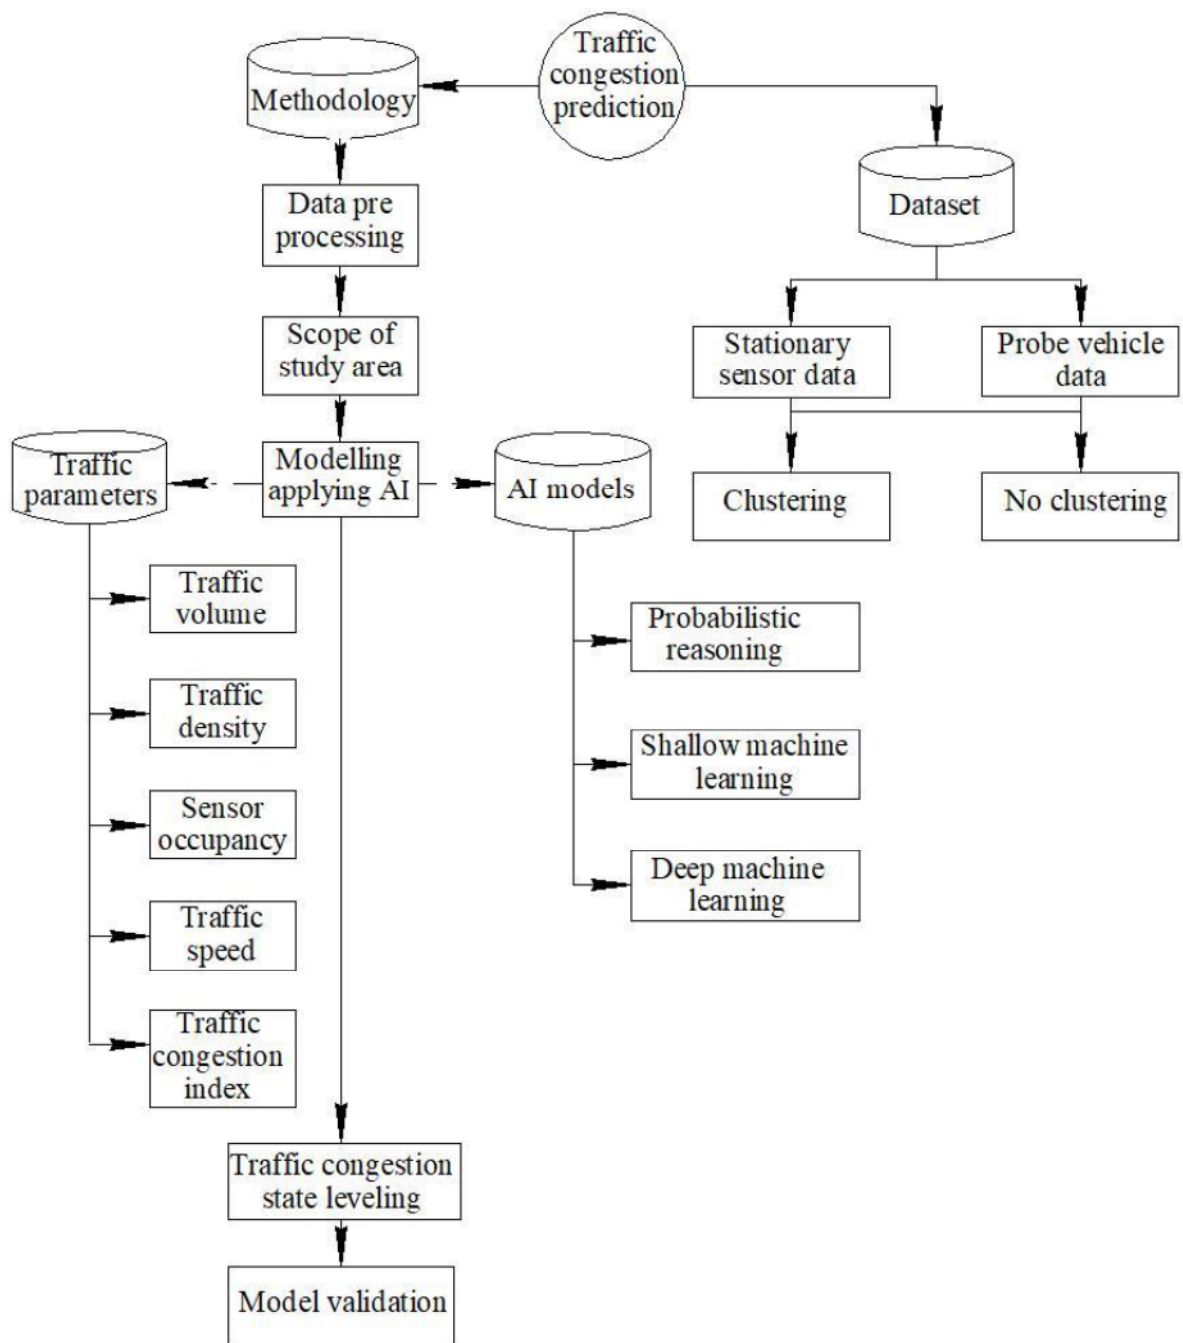 Traffic
congestion
prediction
Methodology
Dataset
Data pre
processing
Scope of
study area
Stationary
sensor data
Probe vehicle
data
Modelling
applying AI
Traffic
parameters
AI models
Clustering
No clustering
Traffic
volume
Traffic
density
Sensor
occupancy
Traffic
speed
Traffic
congestion
index
Probabilistic
reasoning
Shallow machine
learning
Deep machine
learning
Traffic congestion
state leveling
Model validation